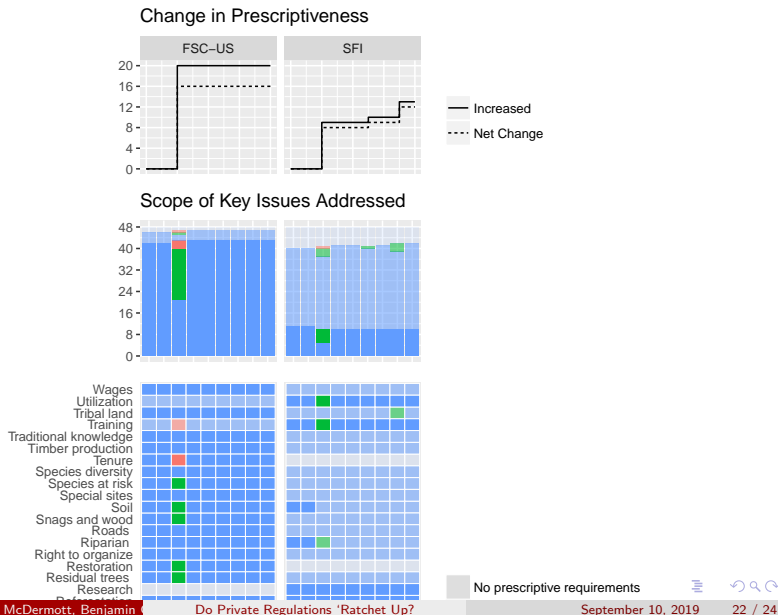 Change in Prescriptiveness
FSC−US
SFI
20
16
12
8
4
0
Increased
Net Change
Scope of Key Issues Addressed
48
40
32
24
16
8
0
Wages
Utilization
Tribal land
Training
Traditional knowledge
Timber production
Tenure
Species diversity
Species at risk
Special sites
Soil
Snags and wood
Roads
Riparian
Right to organize
Restoration
Residual trees
Research
No prescriptive requirements
McDermott, Benjamin
Do Private Regulations 'Ratchet Up?
September 10, 2019
22 / 24